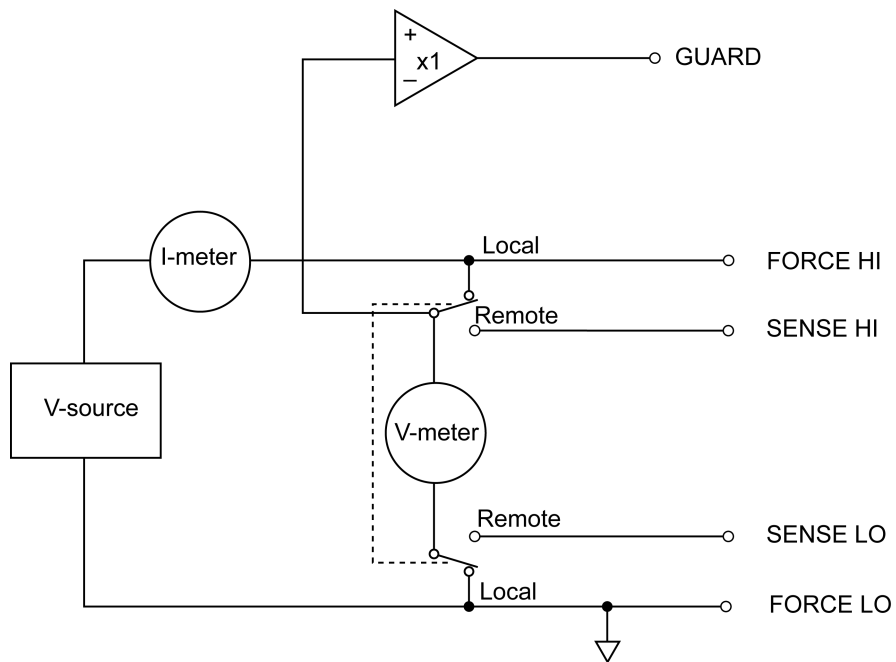 +
x1
–
GUARD
I-meter
Local
FORCE HI
Remote
SENSE HI
V-source
V-meter
Remote
SENSE LO
Local
FORCE LO